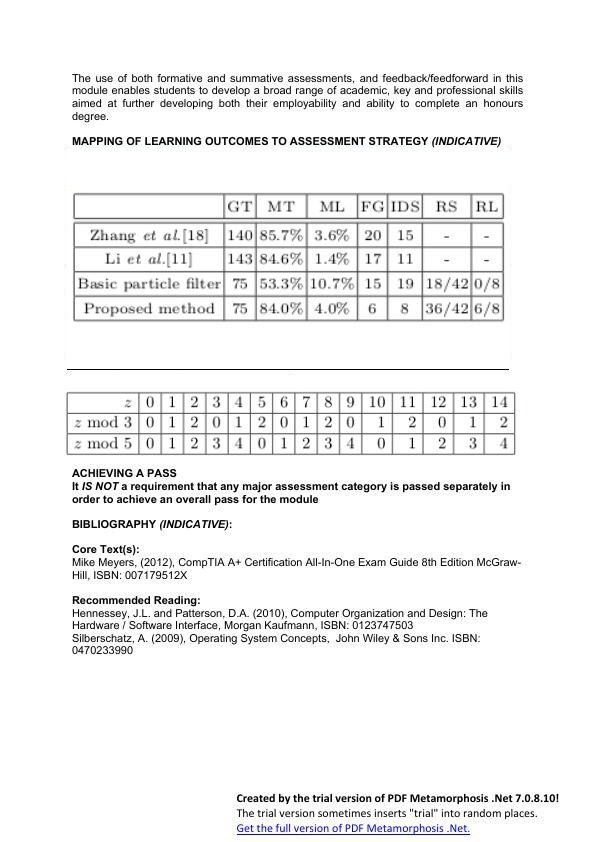 The use of both formative and summative assessments, and feedback/feedforward in this
module enables students to develop a broad range of academic, key and professional skills
aimed at further developing both their employability and ability to complete an honours
degree.
MAPPING OF LEARNING OUTCOMES TO ASSESSMENT STRATEGY (INDICATIVE)
GT MT ML FG IDS RS RL
Zhang et al.[18] 140 85.7% 3.6% 20 15 - -
Li et al.[11] 143 84.6% 1.4% 17 11 - -
Basic particle filter 75 53.3% 10.7% 15 19 18/42 0/8
Proposed method 75 84.0% 4.0% 6 8 36/42 6/8
z 0 1 2 3 4 5 6 7 8 9 10 11 12 13 14
z mod 3 0 1 2 0 1 2 0 1 2 0 1 2 0 1 2
z mod 5 0 1 2 3 4 0 1 2 3 4 0 1 2 3 4
ACHIEVING A PASS
It IS NOT a requirement that any major assessment category is passed separately in
order to achieve an overall pass for the module
BIBLIOGRAPHY (INDICATIVE):
Core Text(s):
Mike Meyers, (2012), CompTIA A+ Certification All-In-One Exam Guide 8th Edition McGraw-
Hill, ISBN: 007179512X
Recommended Reading:
Hennessey, J.L. and Patterson, D.A. (2010), Computer Organization and Design: The
Hardware / Software Interface, Morgan Kaufmann, ISBN: 0123747503
Silberschatz, A. (2009), Operating System Concepts, John Wiley & Sons Inc. ISBN:
0470233990
Created by the trial version of PDF Metamorphosis .Net 7.0.8.10!
The trial version sometimes inserts "trial" into random places.
Get the full version of PDF Metamorphosis .Net.